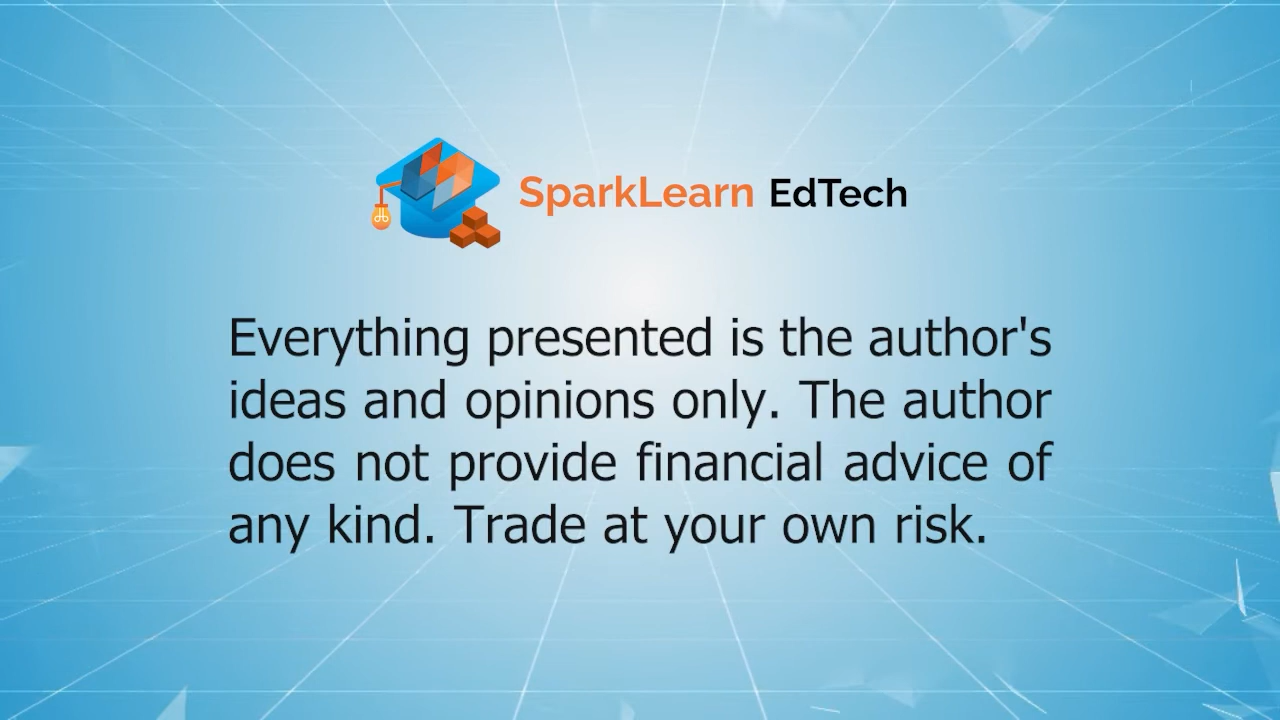 SparkLearn EdTech
Everything presented is the author's
ideas and opinions only. The author
does not provide financial advice of
any kind. Trade at your own risk.